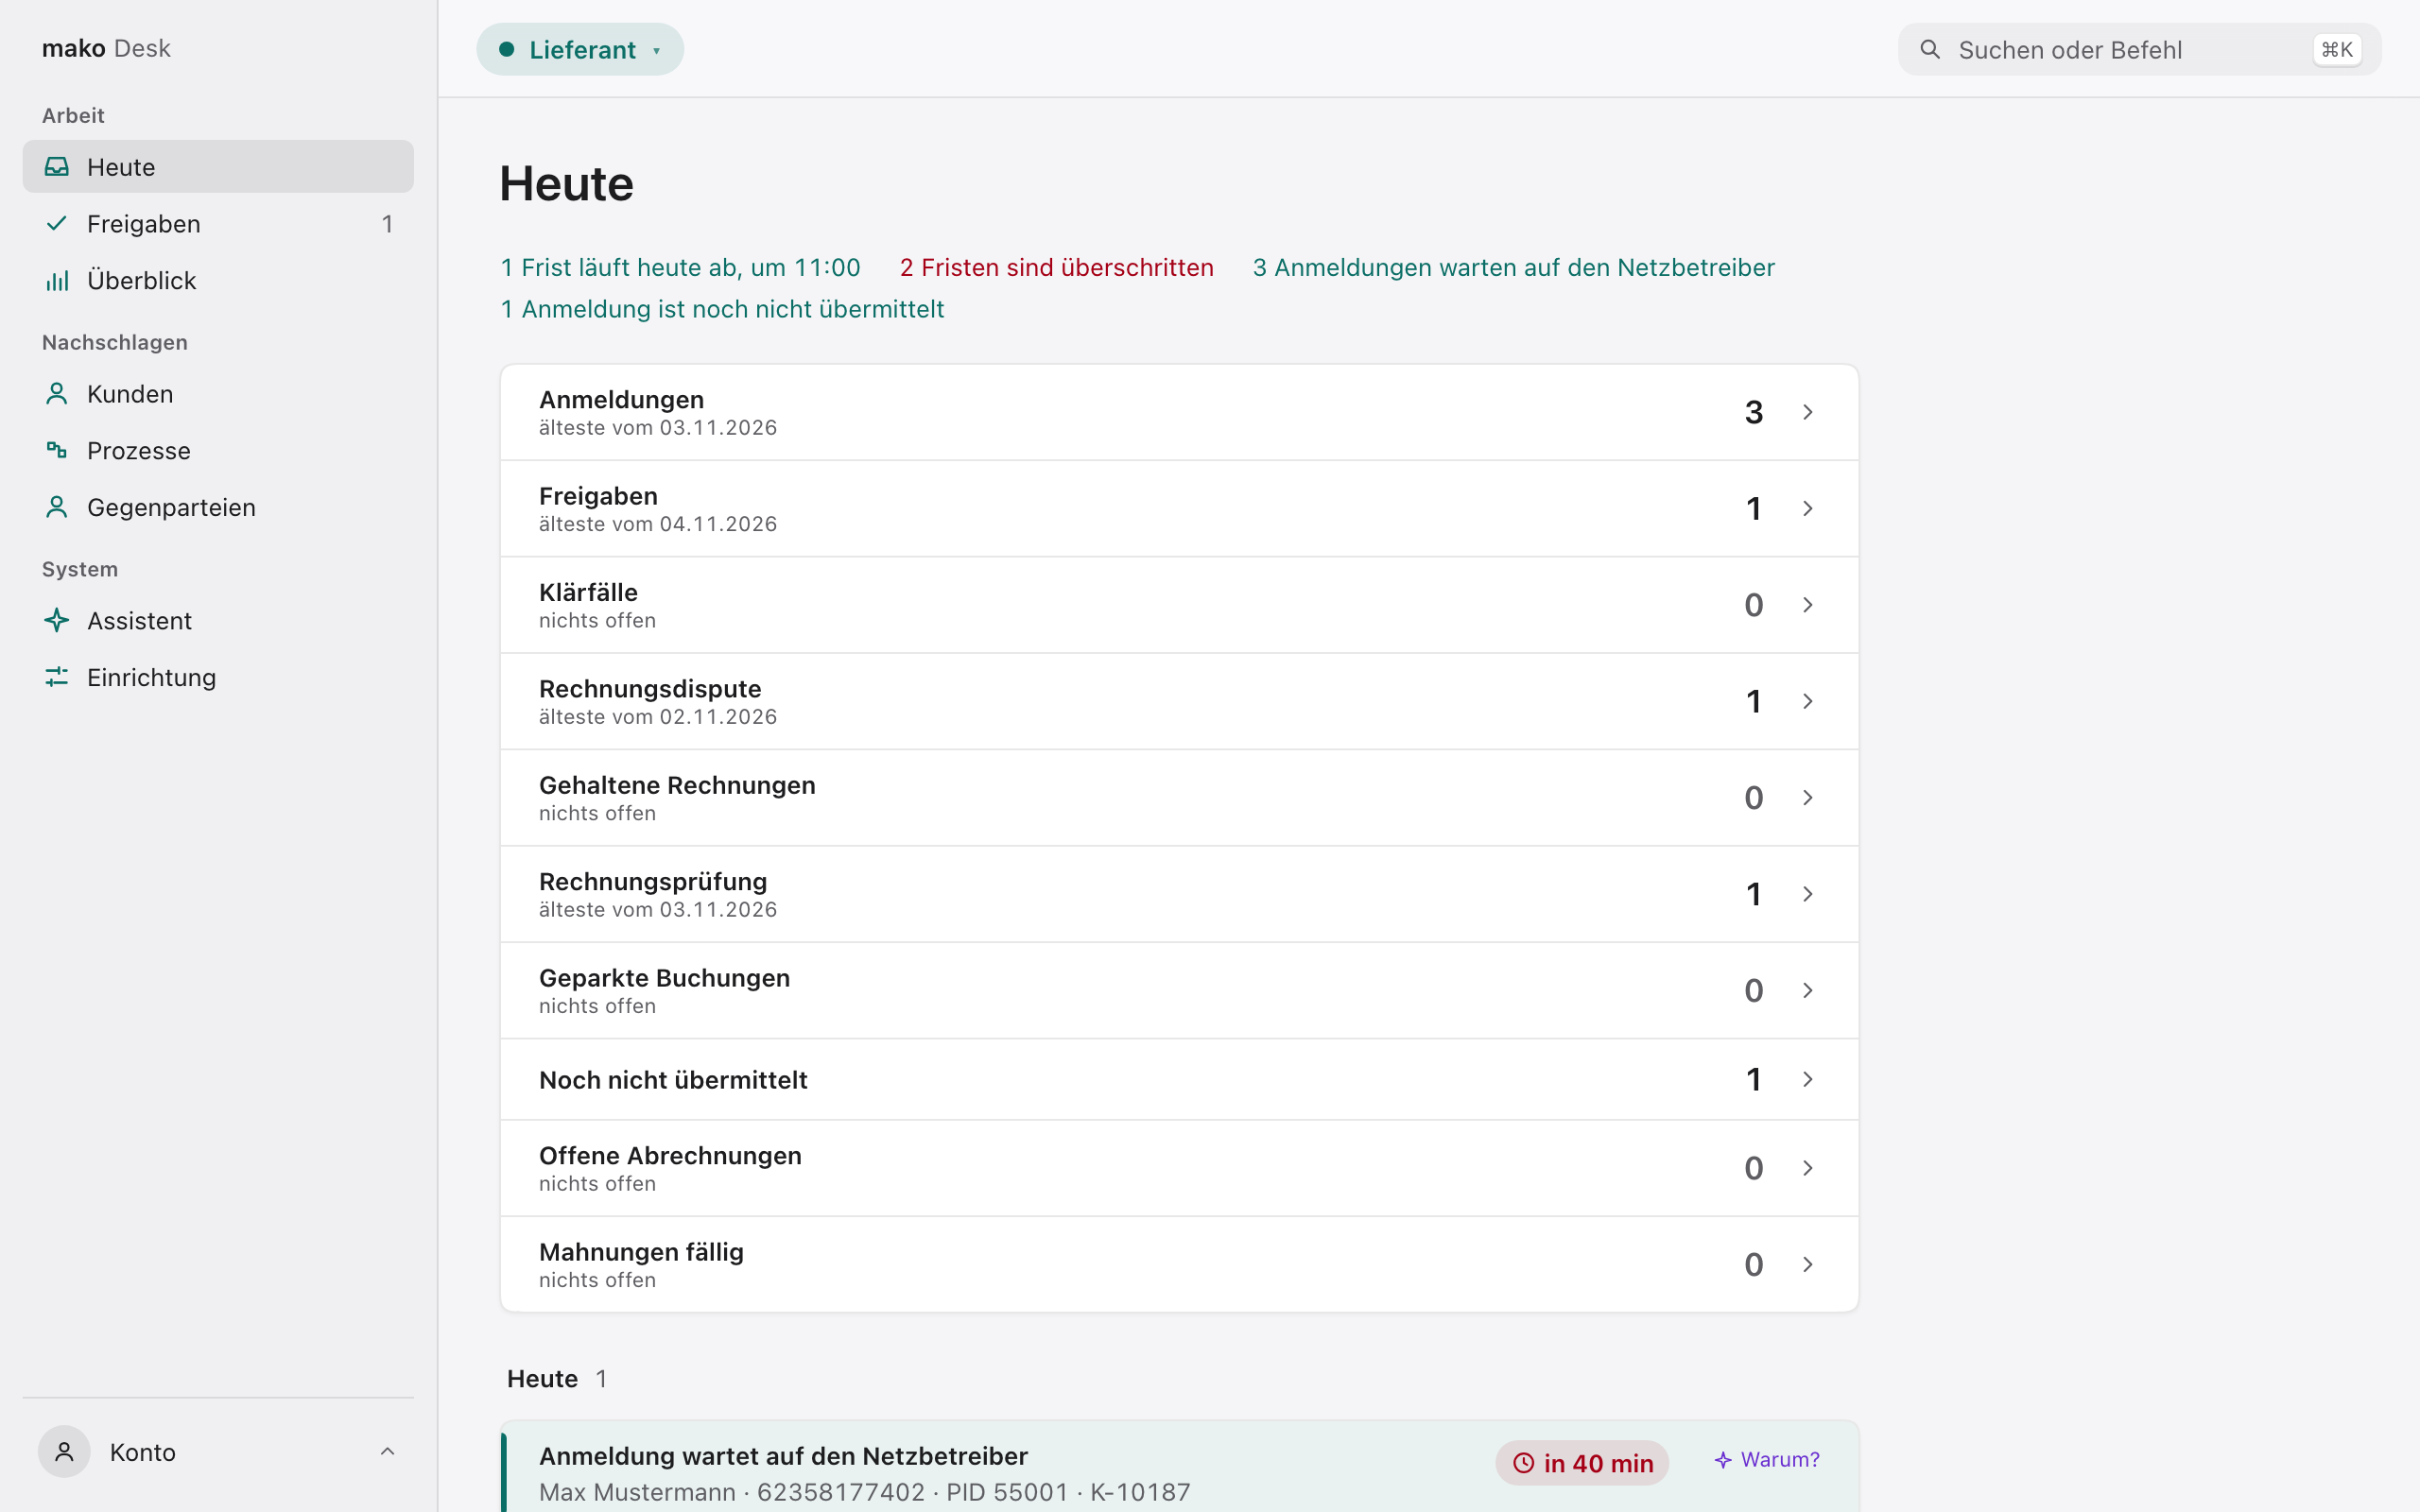 mako Desk
Arbeit
Heute
Freigaben 1
Überblick
Nachschlagen
Kunden
Prozesse
Gegenparteien
System
Assistent
Einrichtung
Konto
Lieferant
Suchen oder Befehl ⌘K
Heute
1 Frist läuft heute ab, um 11:00 2 Fristen sind überschritten 3 Anmeldungen warten auf den Netzbetreiber
1 Anmeldung ist noch nicht übermittelt
Anmeldungen 3
älteste vom 03.11.2026
Freigaben 1
älteste vom 04.11.2026
Klärfälle 0
nichts offen
Rechnungsdispute 1
älteste vom 02.11.2026
Gehaltene Rechnungen 0
nichts offen
Rechnungsprüfung 1
älteste vom 03.11.2026
Geparkte Buchungen 0
nichts offen
Noch nicht übermittelt 1
Offene Abrechnungen 0
nichts offen
Mahnungen fällig 0
nichts offen
Heute 1
Anmeldung wartet auf den Netzbetreiber in 40 min Warum?
Max Mustermann · 62358177402 · PID 55001 · K-10187